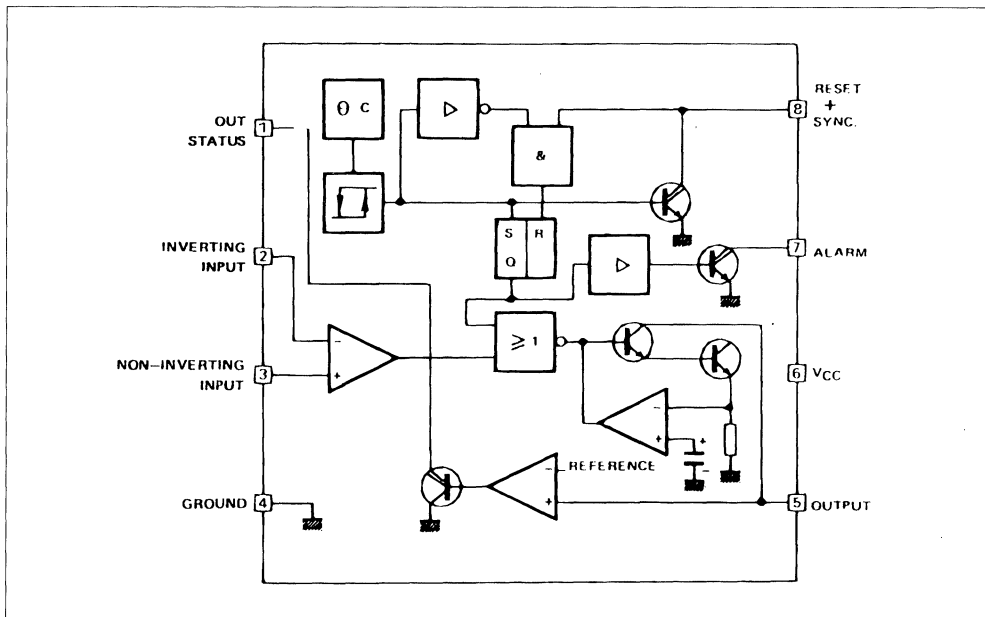 OUT
STATUS
1
INVERTING
INPUT
2
NON-INVERTING
INPUT
3
GROUND
4
θ C
▷
&
S R
Q
▷
⩾ 1
-
+
-
+
+
-
- REFERENCE
+
8
RESET
+
SYNC.
7
ALARM
6
VCC
5
OUTPUT